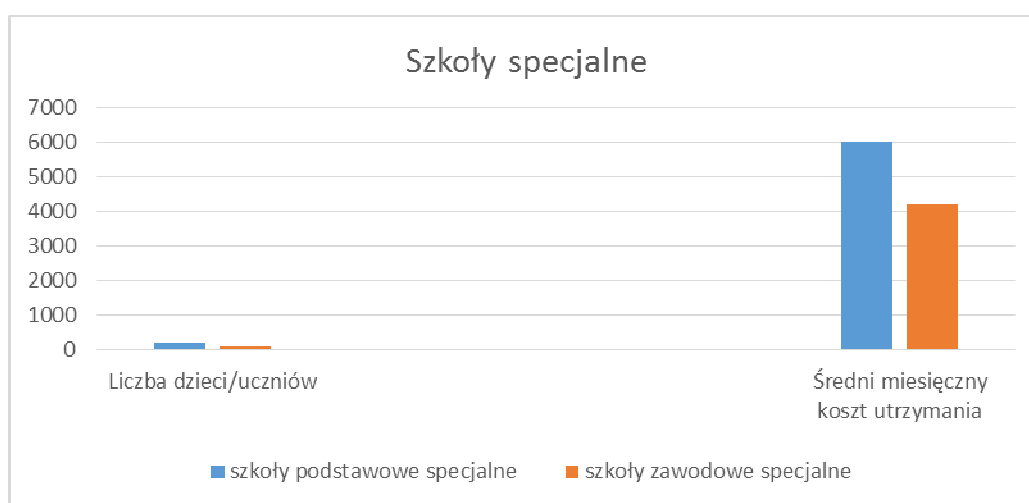 Szkoły specjalne
7000
6000
5000
4000
3000
2000
1000
0
Liczba dzieci/uczniów
Średni miesięczny
koszt utrzymania
szkoły podstawowe specjalne
szkoły zawodowe specjalne